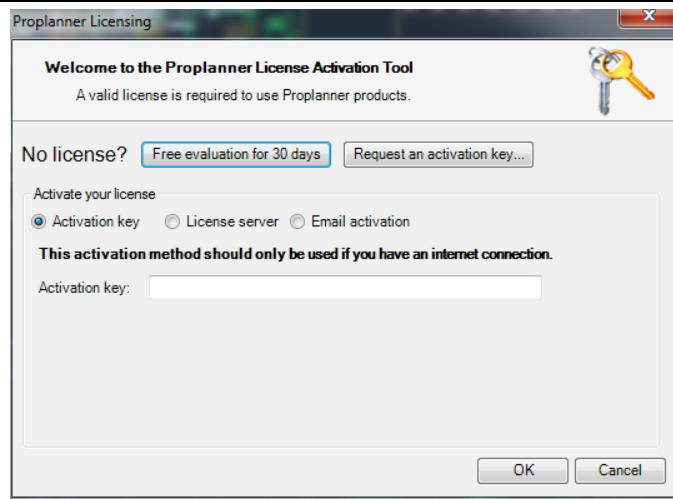 Proplanner Licensing
x
Welcome to the Proplanner License Activation Tool
A valid license is required to use Proplanner products.
No license? Free evaluation for 30 days Request an activation key...
Activate your license
Activation key License server Email activation
This activation method should only be used if you have an internet connection.
Activation key:
OK Cancel